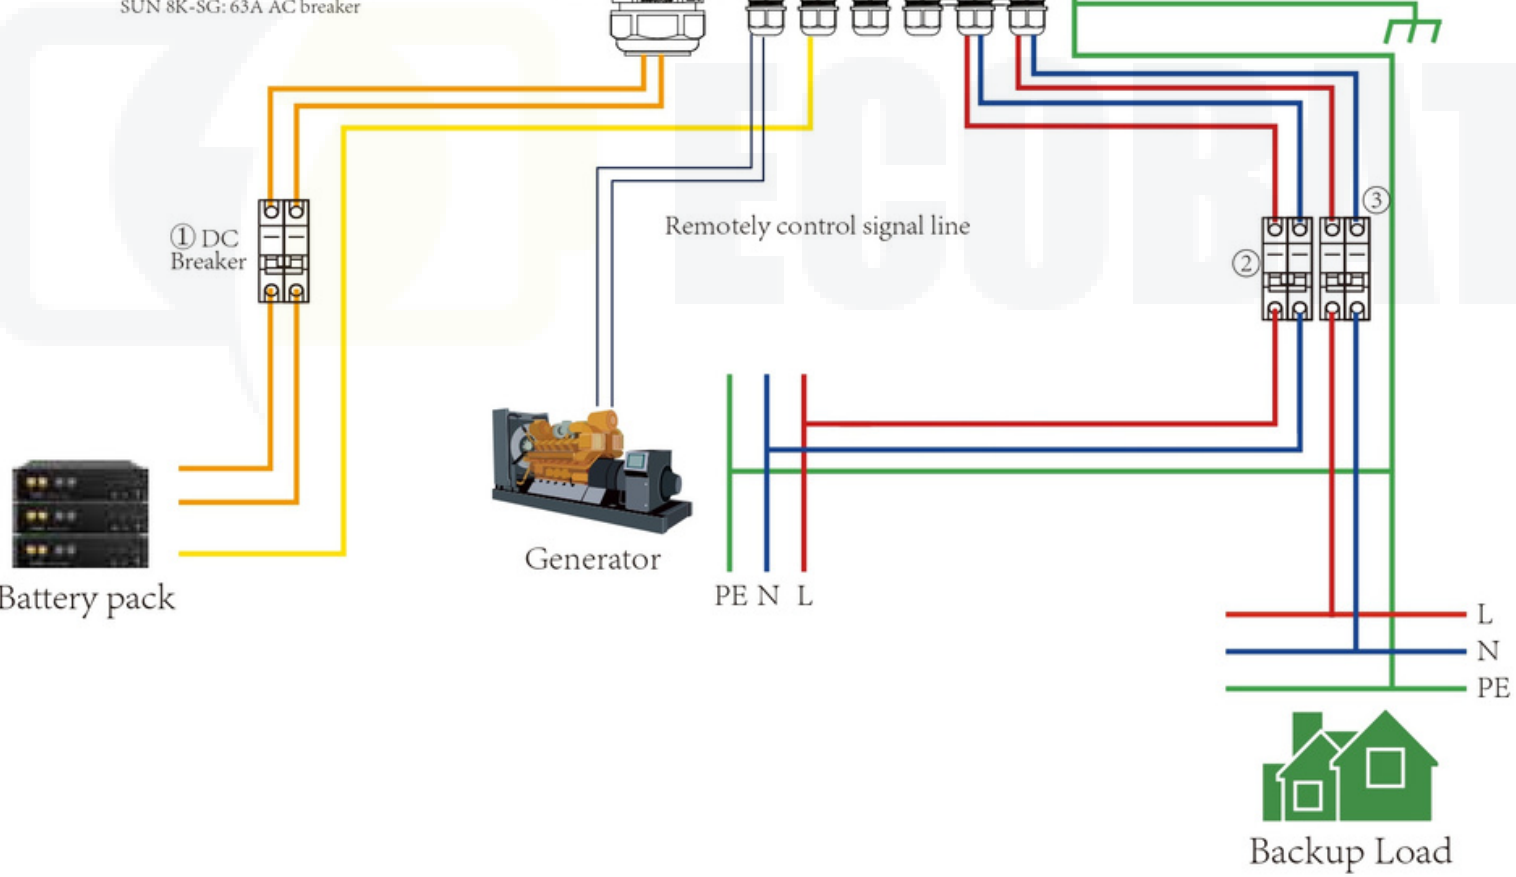 SUN 8K-SG: 63A AC breaker
ECOBAT
① DC
Breaker
Remotely control signal line
③
②
Generator
Battery pack
PE N L
L
N
PE
Backup Load